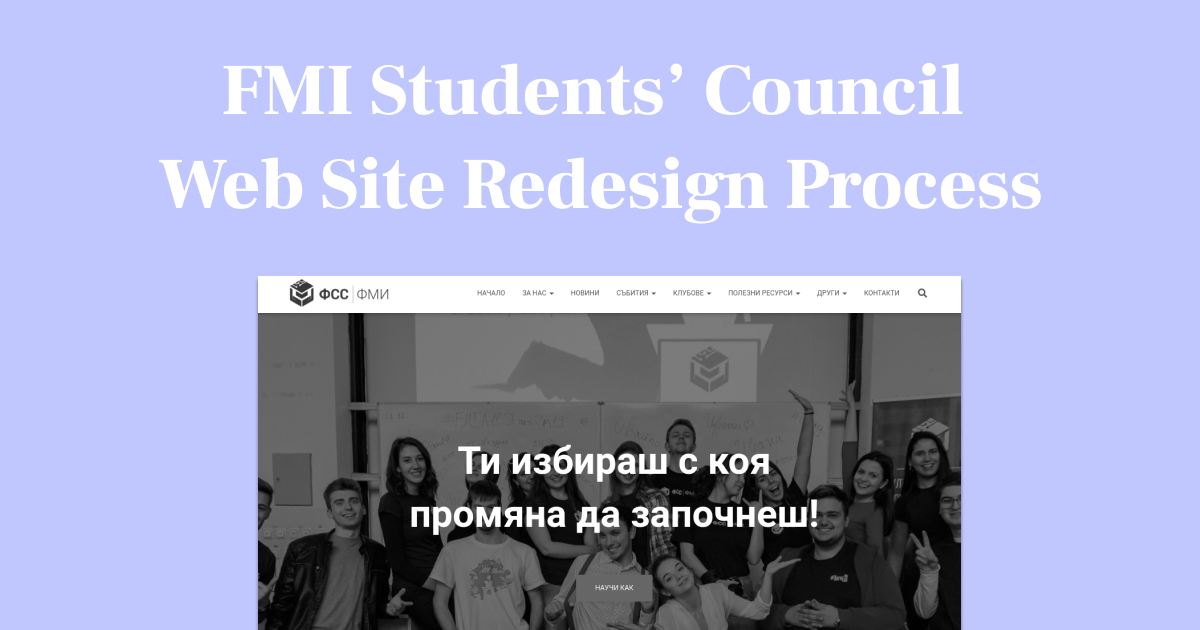 FMI Students’ Council
Web Site Redesign Process
ФСС | ФМИ
НАЧАЛО ЗА НАС НОВИНИ СЪБИТИЯ КЛУБОВЕ ПОЛЕЗНИ РЕСУРСИ ДРУГИ КОНТАКТИ
Ти избираш с коя
промяна да започнеш!
НАУЧИ КАК